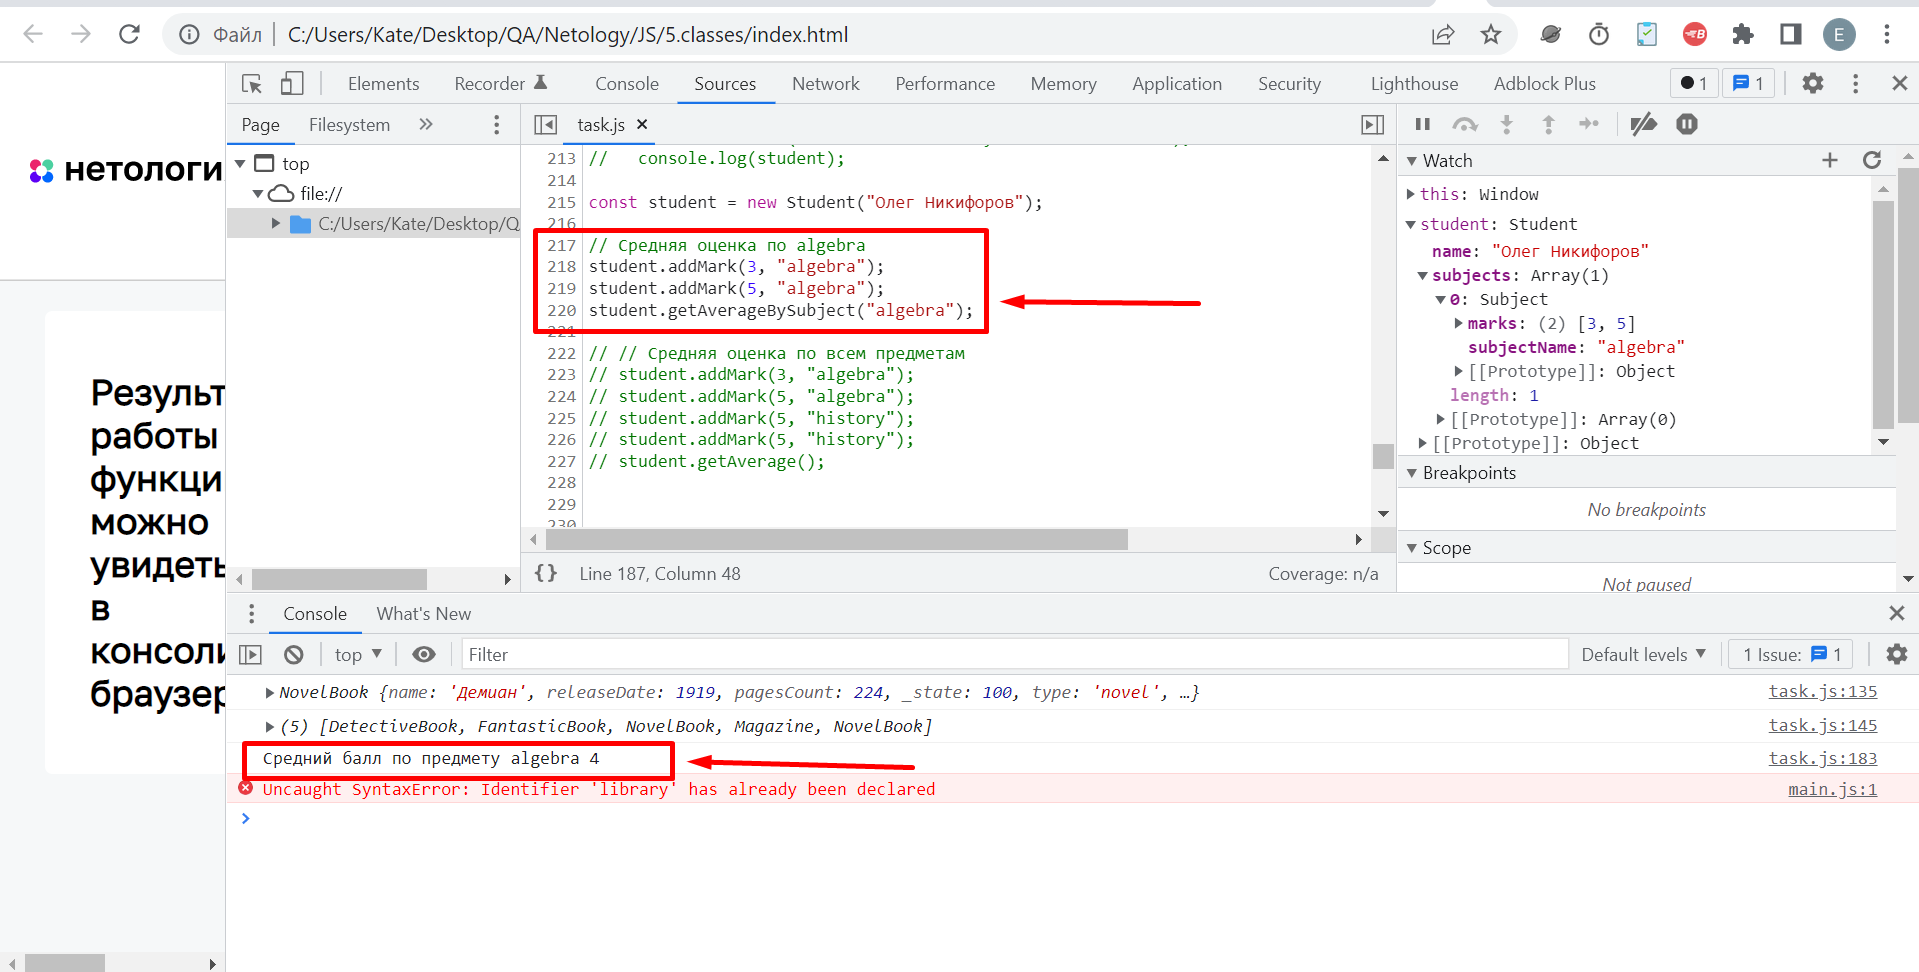 Файл C:/Users/Kate/Desktop/QA/Netology/JS/5.classes/index.html E
Elements Recorder Console Sources Network Performance Memory Application Security Lighthouse Adblock Plus 1 1
Page Filesystem
task.js
top
file://
C:/Users/Kate/Desktop/Q
нетологи
Результ
работы
функци
можно
увидеть
в
консоли
браузер
213 //   console.log(student);
214
215 const student = new Student("Олег Никифоров");
216
217 // Средняя оценка по algebra
218 student.addMark(3, "algebra");
219 student.addMark(5, "algebra");
220 student.getAverageBySubject("algebra");
221
222 // // Средняя оценка по всем предметам
223 // student.addMark(3, "algebra");
224 // student.addMark(5, "algebra");
225 // student.addMark(5, "history");
226 // student.addMark(5, "history");
227 // student.getAverage();
228
229
230
{} Line 187, Column 48 Coverage: n/a
Watch
this: Window
student: Student
name: "Олег Никифоров"
subjects: Array(1)
0: Subject
marks: (2) [3, 5]
subjectName: "algebra"
[[Prototype]]: Object
length: 1
[[Prototype]]: Array(0)
[[Prototype]]: Object
Breakpoints
No breakpoints
Scope
Not paused
Console What's New
top Filter Default levels 1 Issue: 1
NovelBook {name: 'Демиан', releaseDate: 1919, pagesCount: 224, _state: 100, type: 'novel', …} task.js:135
(5) [DetectiveBook, FantasticBook, NovelBook, Magazine, NovelBook] task.js:145
Средний балл по предмету algebra 4 task.js:183
Uncaught SyntaxError: Identifier 'library' has already been declared main.js:1